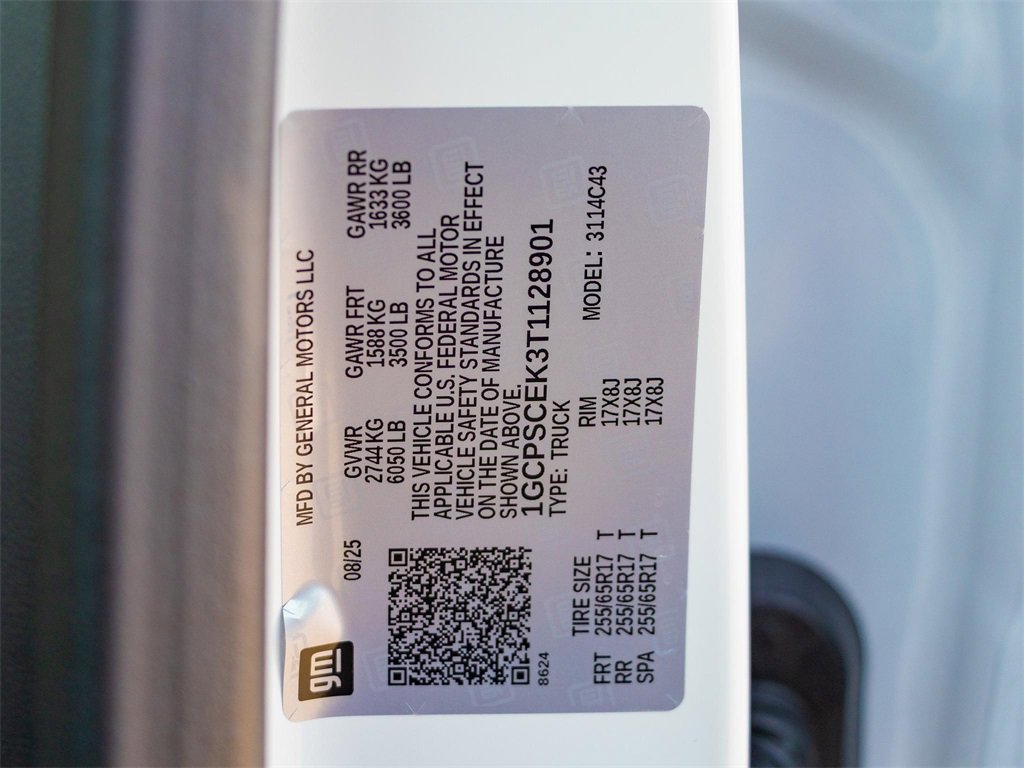 gm
MFD BY GENERAL MOTORS LLC
08/25
GVWR GAWR FRT GAWR RR
2744 KG 1588 KG 1633 KG
6050 LB 3500 LB 3600 LB
THIS VEHICLE CONFORMS TO ALL
APPLICABLE U.S. FEDERAL MOTOR
VEHICLE SAFETY STANDARDS IN EFFECT
ON THE DATE OF MANUFACTURE
SHOWN ABOVE.
1GCPSCEK3T1128901
8624
TYPE: TRUCK MODEL: 3114C43
TIRE SIZE RIM
FRT 255/65R17 T 17X8J
RR 255/65R17 T 17X8J
SPA 255/65R17 T 17X8J